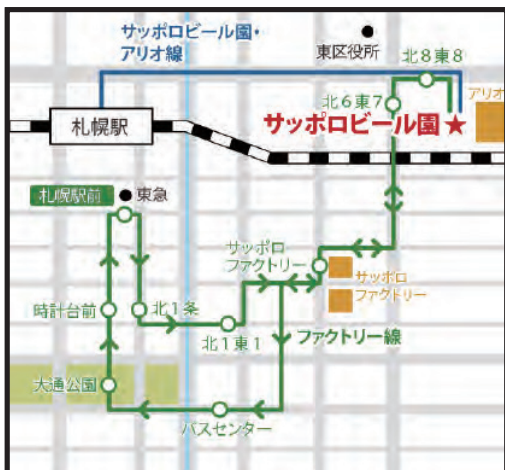 サッポロビール園・
アリオ線
東区役所
北8東8
北6東7
アリオ
札幌駅
サッポロビール園
札幌駅前
東急
サッポロ
ファクトリー
サッポロ
ファクトリー
時計台前
北1条
北1東1
ファクトリー線
大通公園
バスセンター